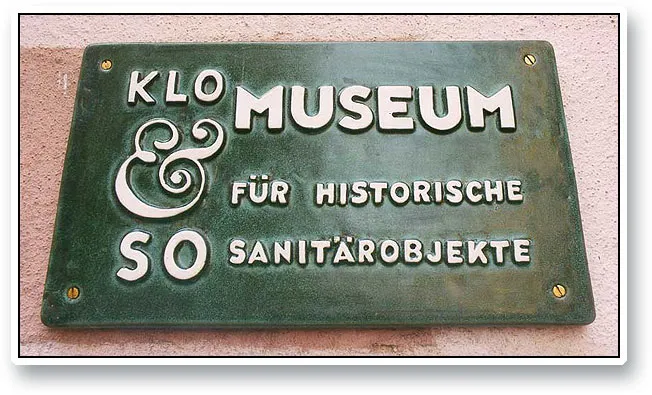 KLO
&
SO
MUSEUM
FÜR HISTORISCHE
SANITÄROBJEKTE